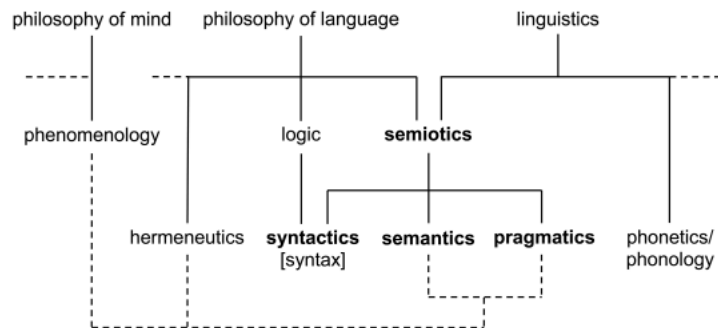 philosophy of mind
philosophy of language
linguistics
phenomenology
logic
semiotics
hermeneutics
syntactics
[syntax]
semantics
pragmatics
phonetics/
phonology